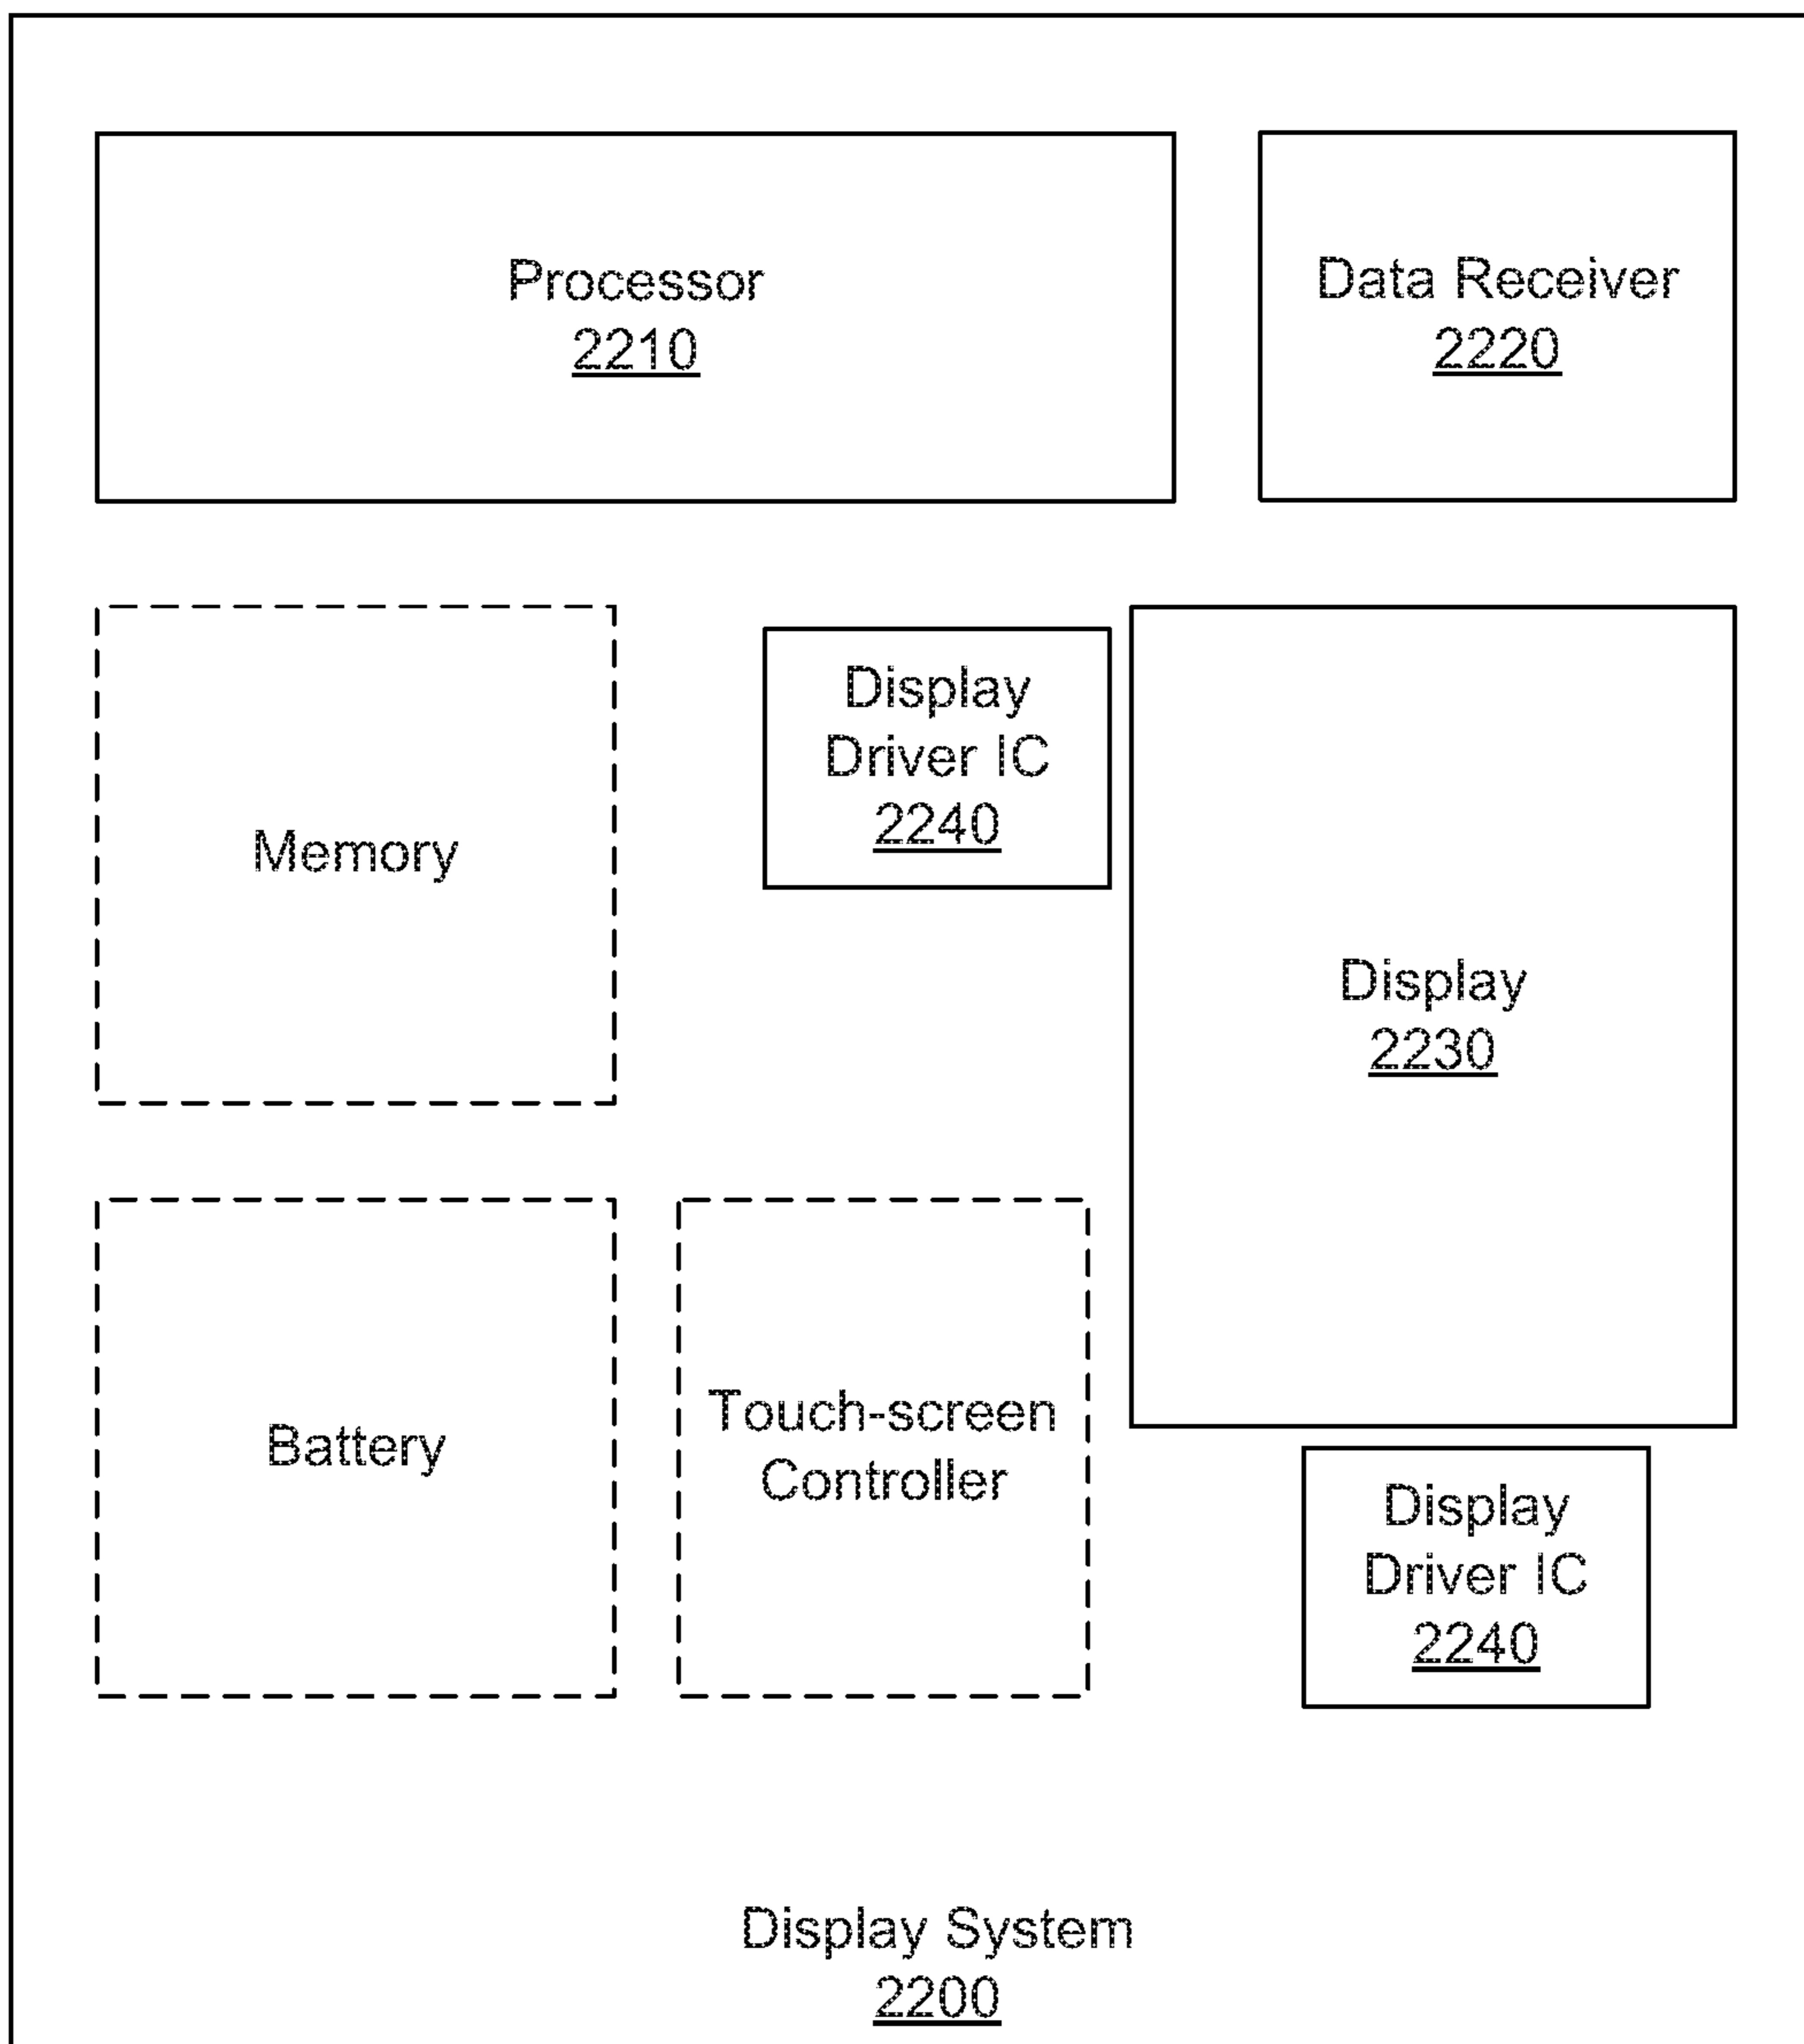 Processor
2210
Data Receiver
2220
Memory
Display
Driver IC
2240
Display
2230
Battery
Touch-screen
Controller
Display
Driver IC
2240
Display System
2200